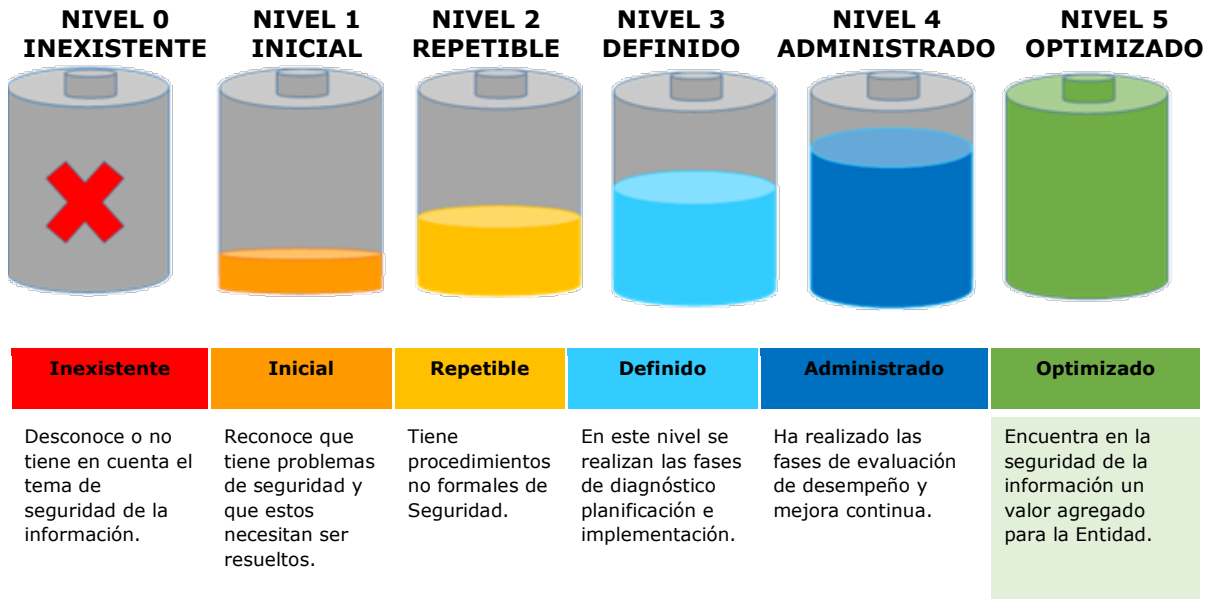 NIVEL 0
INEXISTENTE
NIVEL 1
INICIAL
NIVEL 2
REPETIBLE
NIVEL 3
DEFINIDO
NIVEL 4
ADMINISTRADO
NIVEL 5
OPTIMIZADO
Inexistente
Desconoce o no
tiene en cuenta el
tema de
seguridad de la
información.
Inicial
Reconoce que
tiene problemas
de seguridad y
que estos
necesitan ser
resueltos.
Repetible
Tiene
procedimientos
no formales de
Seguridad.
Definido
En este nivel se
realizan las fases
de diagnóstico
planificación e
implementación.
Administrado
Ha realizado las
fases de evaluación
de desempeño y
mejora continua.
Optimizado
Encuentra en la
seguridad de la
información un
valor agregado
para la Entidad.